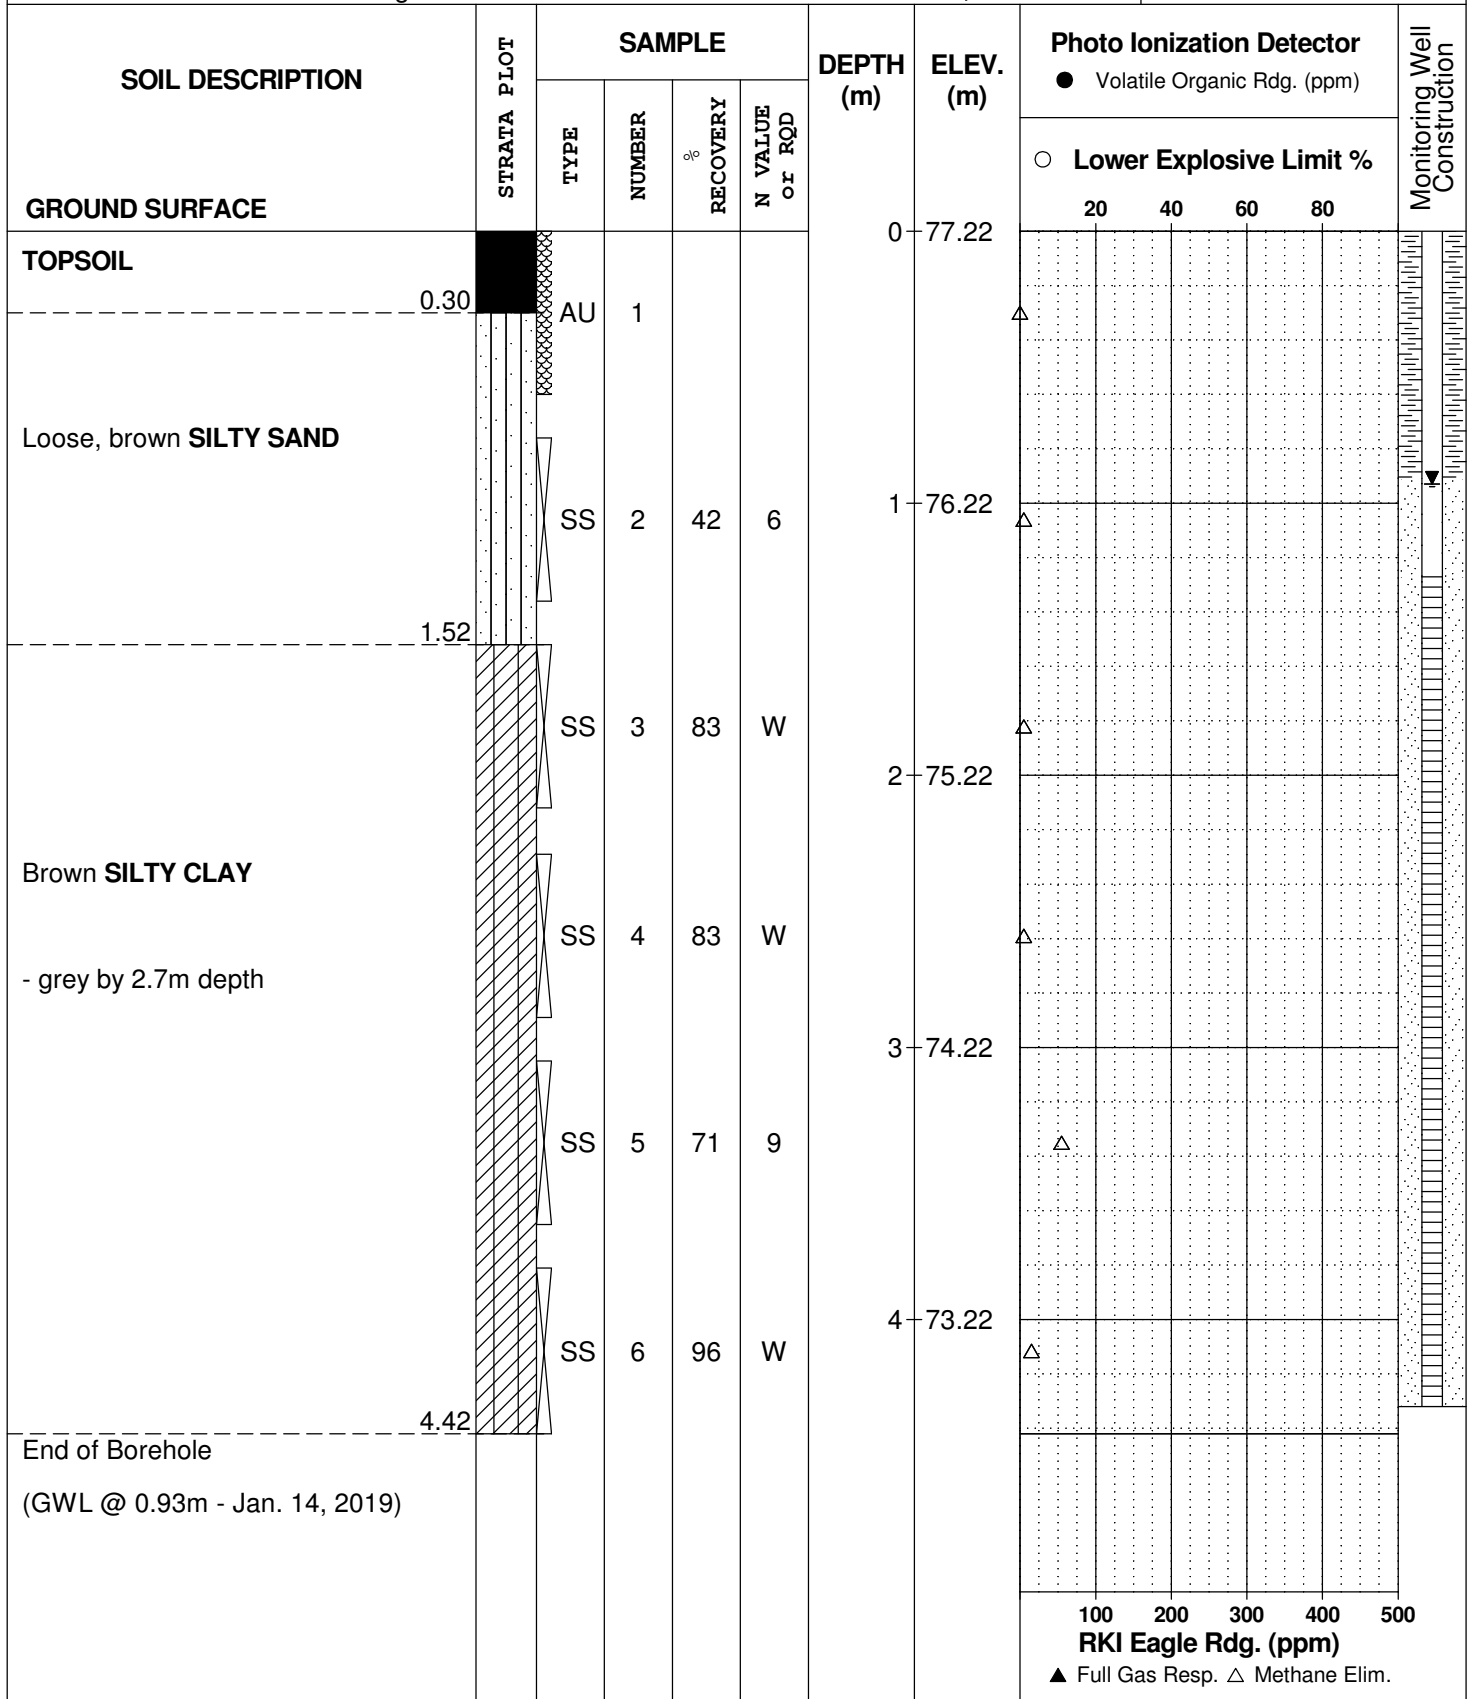 SOIL DESCRIPTION
GROUND SURFACE
STRATA PLOT
SAMPLE
TYPE
NUMBER
%
RECOVERY
N VALUE
or RQD
DEPTH
(m)
ELEV.
(m)
Photo Ionization Detector
● Volatile Organic Rdg. (ppm)
○ Lower Explosive Limit %
20 40 60 80
Monitoring Well
Construction
0 77.22
TOPSOIL
0.30
AU 1
Loose, brown SILTY SAND
1 76.22
SS 2 42 6
1.52
SS 3 83 W
2 75.22
Brown SILTY CLAY
SS 4 83 W
- grey by 2.7m depth
3 74.22
SS 5 71 9
4 73.22
SS 6 96 W
4.42
End of Borehole
(GWL @ 0.93m - Jan. 14, 2019)
100 200 300 400 500
RKI Eagle Rdg. (ppm)
▲ Full Gas Resp. △ Methane Elim.